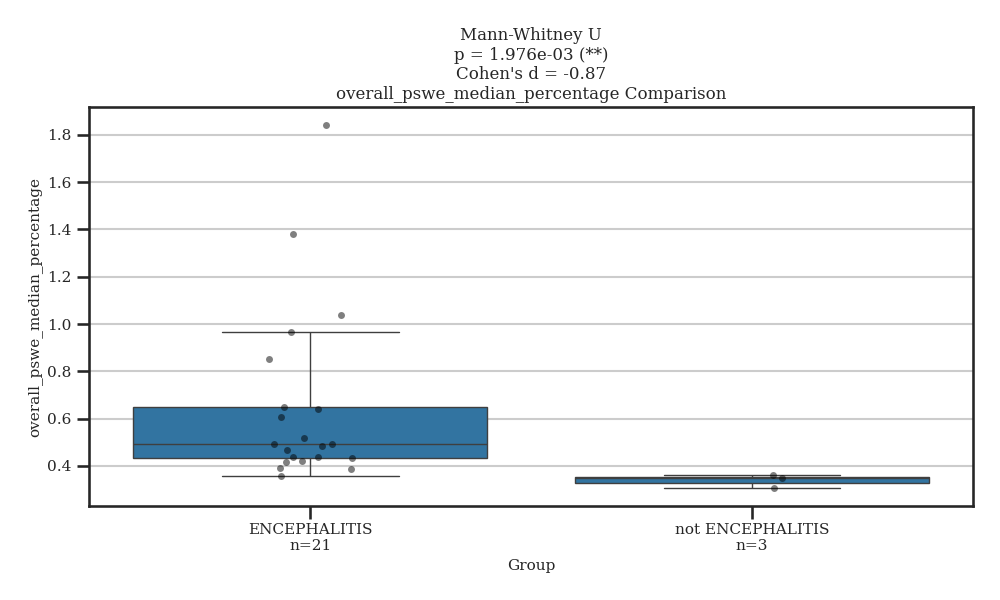 Mann-Whitney U
p = 1.976e-03 (**)
Cohen's d = -0.87
overall_pswe_median_percentage Comparison
overall_pswe_median_percentage
1.8
1.6
1.4
1.2
1.0
0.8
0.6
0.4
ENCEPHALITIS
n=21
not ENCEPHALITIS
n=3
Group